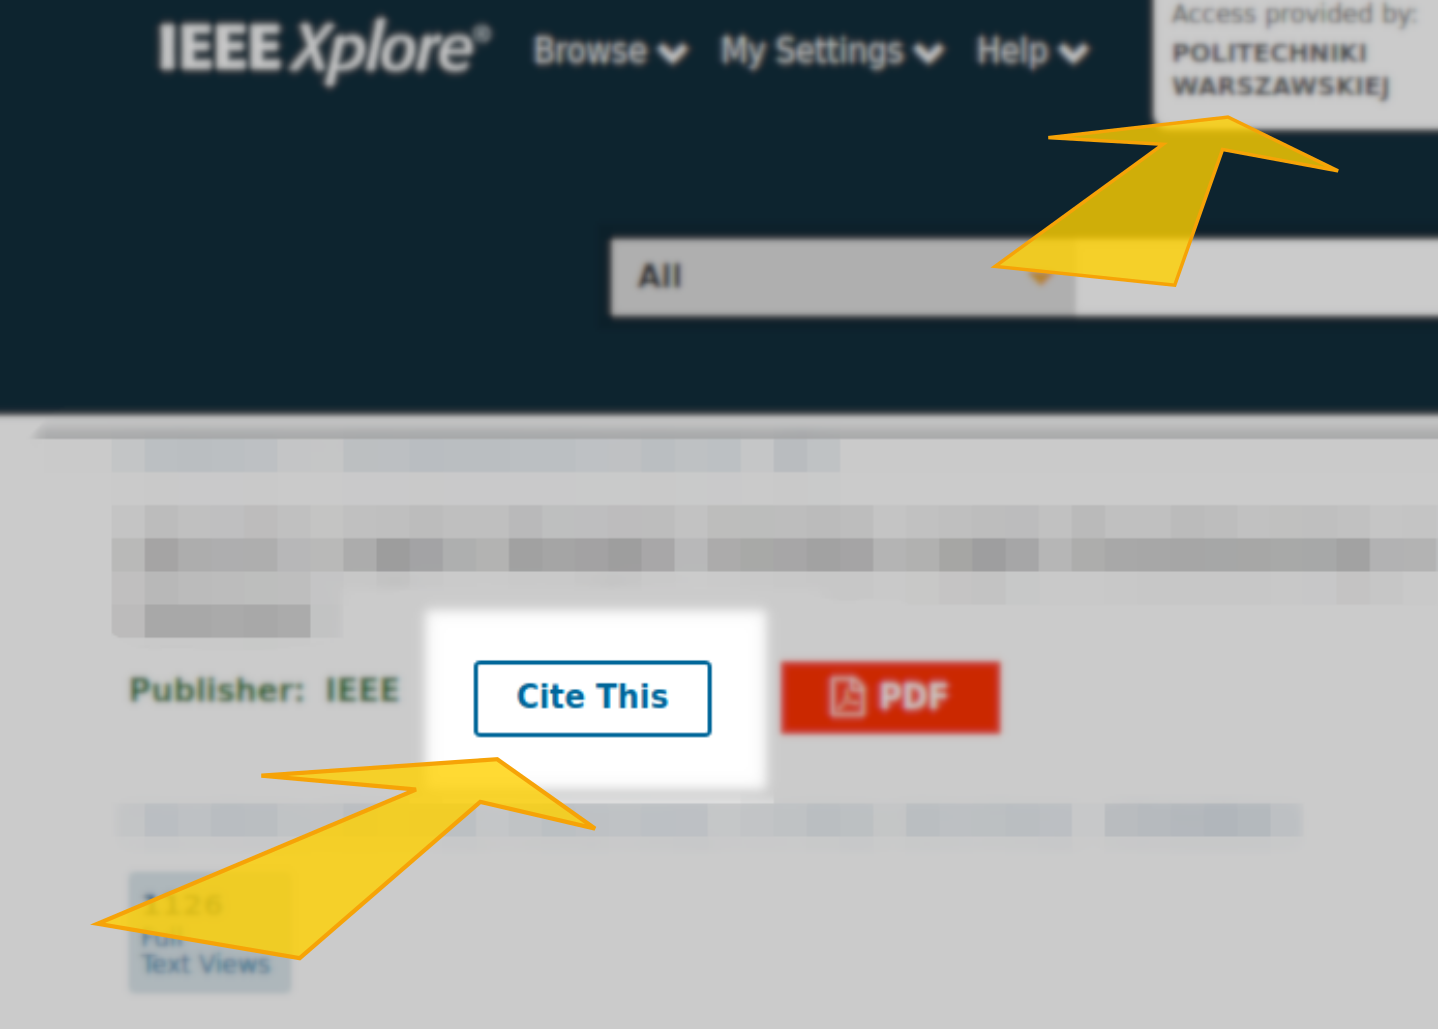 IEEE Xplore®
Browse
My Settings
Help
Access provided by:
POLITECHNIKI
WARSZAWSKIEJ
All
Publisher: IEEE
Cite This
PDF
1126
Full
Text Views